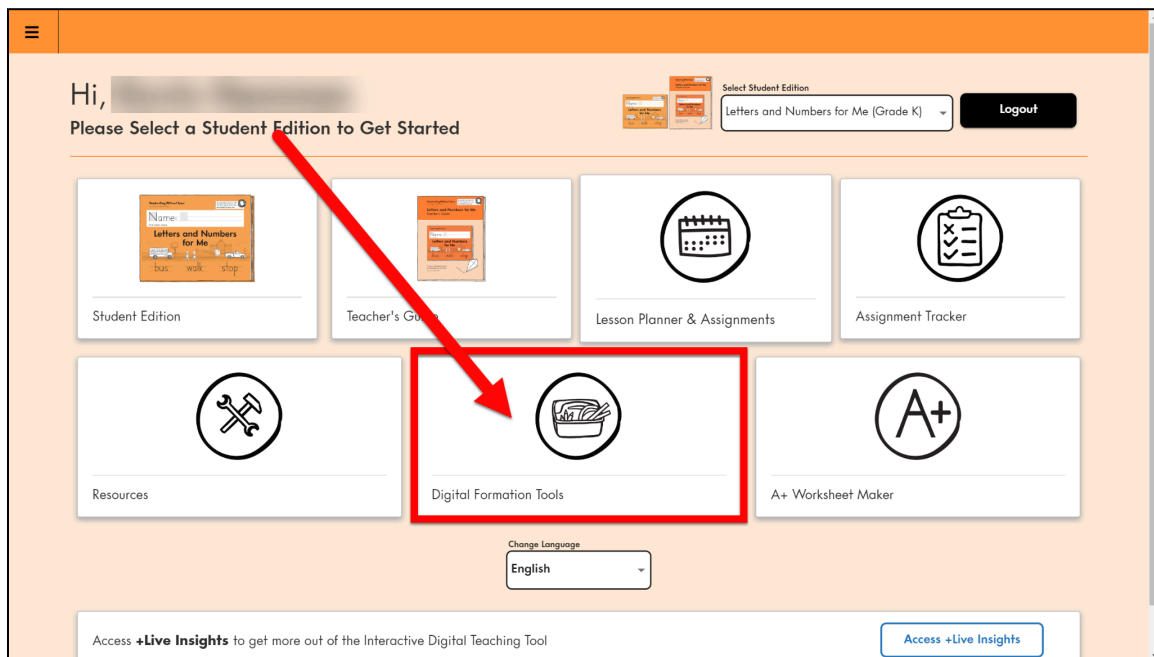 Hi,
Please Select a Student Edition to Get Started
Select Student Edition
Letters and Numbers for Me (Grade K)
Logout
Name:
Letters and Numbers
for Me
bus walk stop
Student Edition
Letters and Numbers for Me
Teacher's Guide
Lesson Planner & Assignments
Assignment Tracker
Resources
Digital Formation Tools
A+
A+ Worksheet Maker
Change Language
English
Access +Live Insights to get more out of the Interactive Digital Teaching Tool
Access +Live Insights